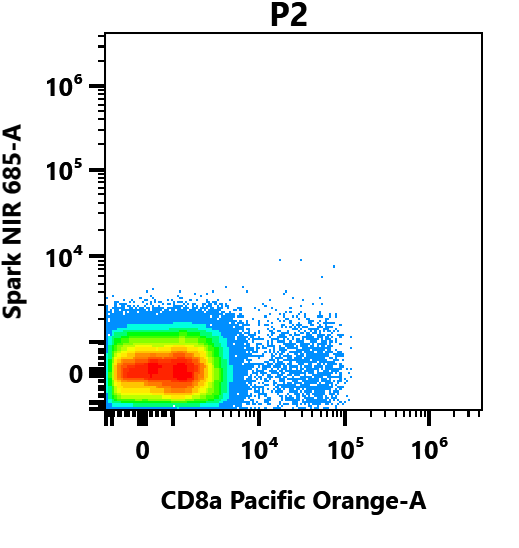 P2
Spark NIR 685-A
10⁶
10⁵
10⁴
0
0
10⁴
10⁵
10⁶
CD8a Pacific Orange-A